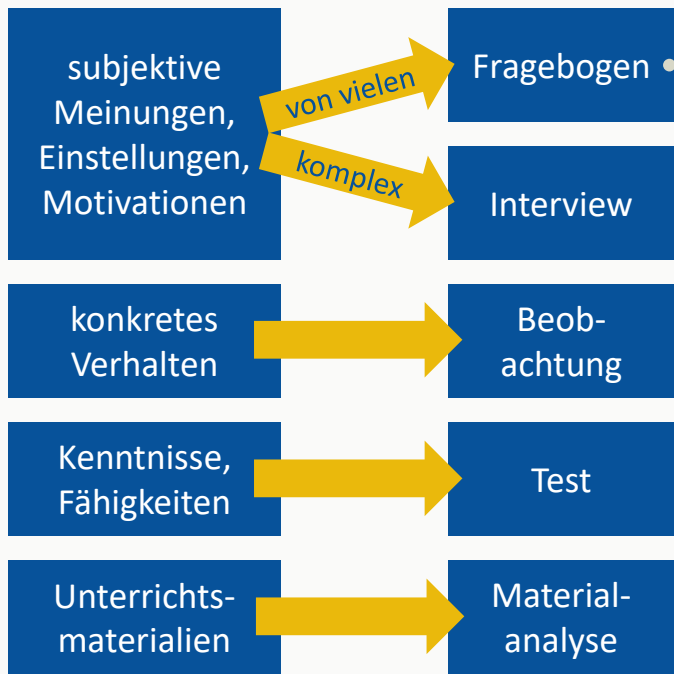 subjektive
Meinungen,
Einstellungen,
Motivationen
von vielen
komplex
Fragebogen
Interview
konkretes
Verhalten
Beob-
achtung
Kenntnisse,
Fähigkeiten
Test
Unterrichts-
materialien
Material-
analyse